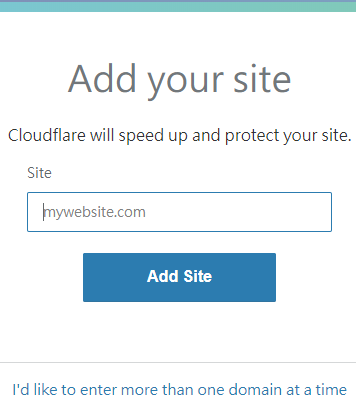 Add your site
Cloudflare will speed up and protect your site.
Site
mywebsite.com
Add Site
I'd like to enter more than one domain at a time